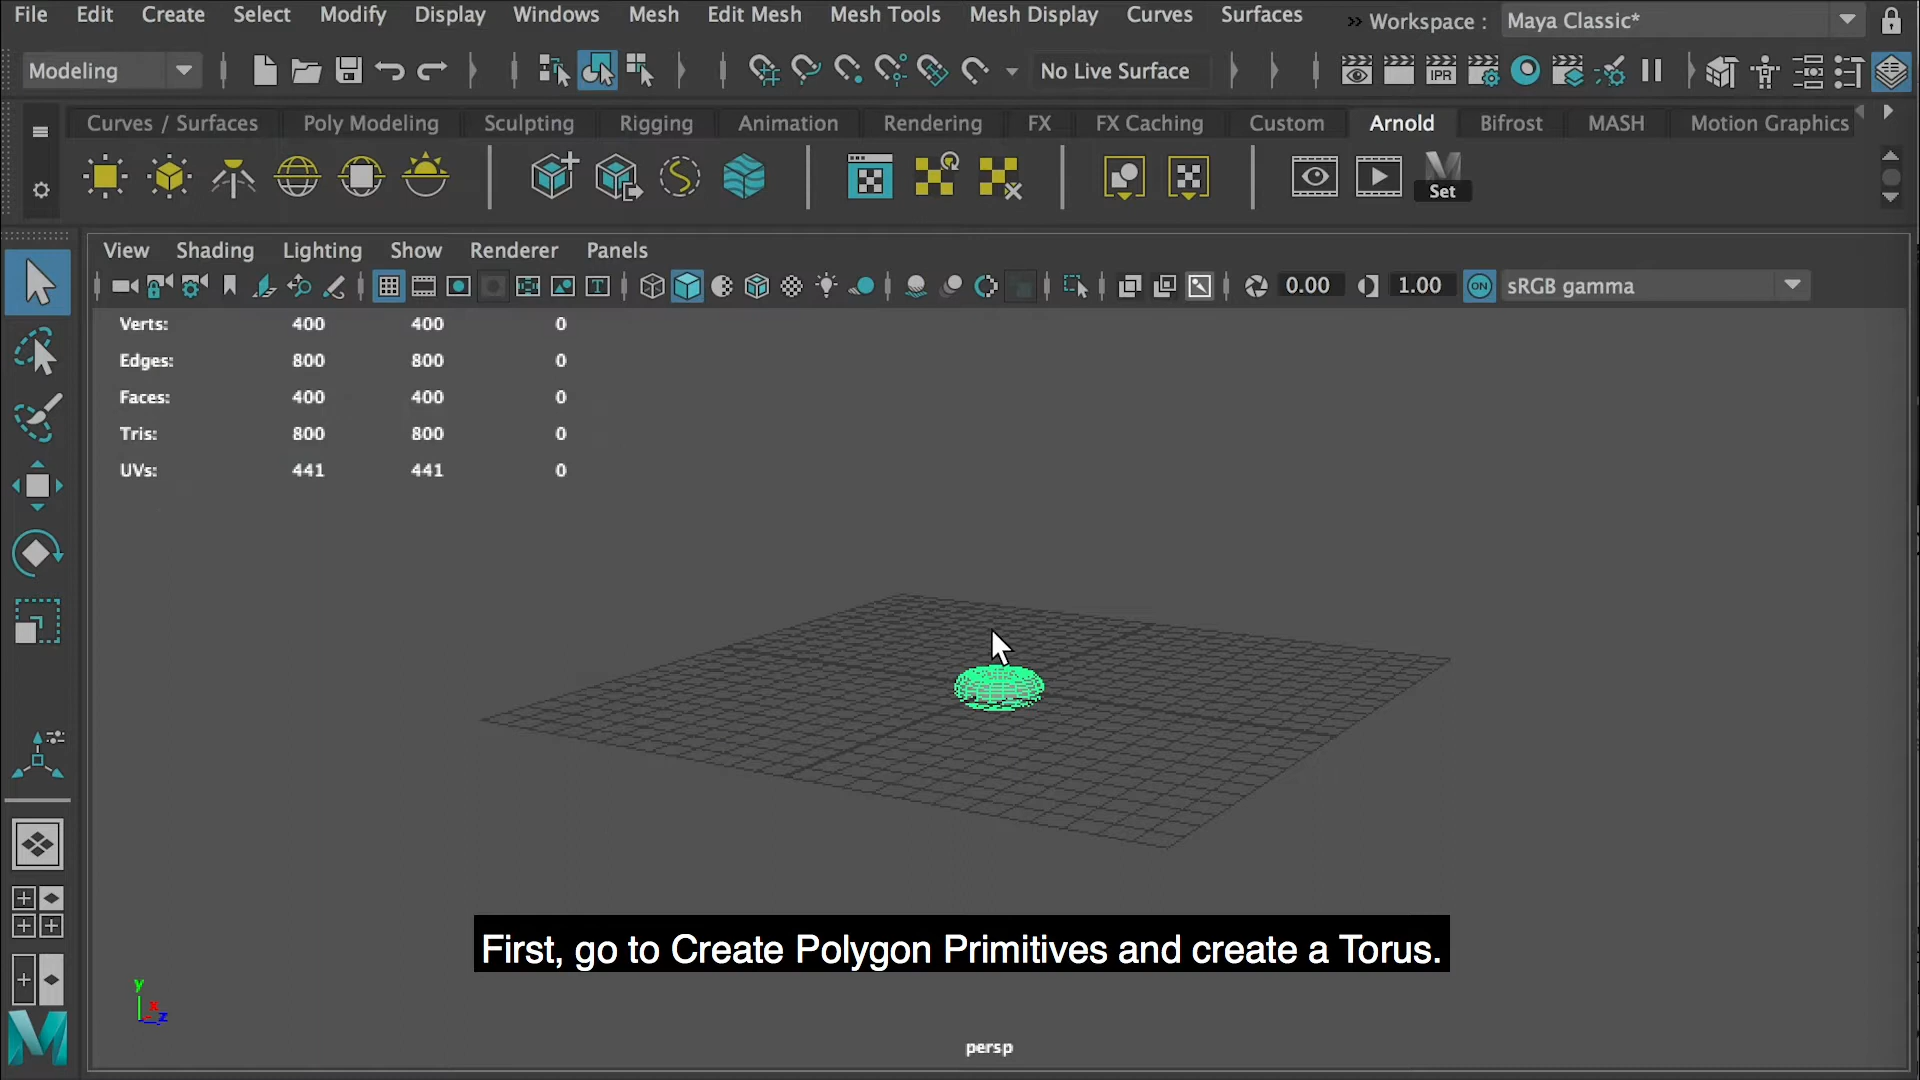 File Edit Create Select Modify Display Windows Mesh Edit Mesh Mesh Tools Mesh Display Curves Surfaces >> Workspace : Maya Classic*
Modeling No Live Surface IPR
Curves / Surfaces Poly Modeling Sculpting Rigging Animation Rendering FX FX Caching Custom Arnold Bifrost MASH Motion Graphics
Set
View Shading Lighting Show Renderer Panels
T 0.00 1.00 ON sRGB gamma
Verts: 400 400 0
Edges: 800 800 0
Faces: 400 400 0
Tris: 800 800 0
UVs: 441 441 0
First, go to Create Polygon Primitives and create a Torus.
y
x
z
M
persp